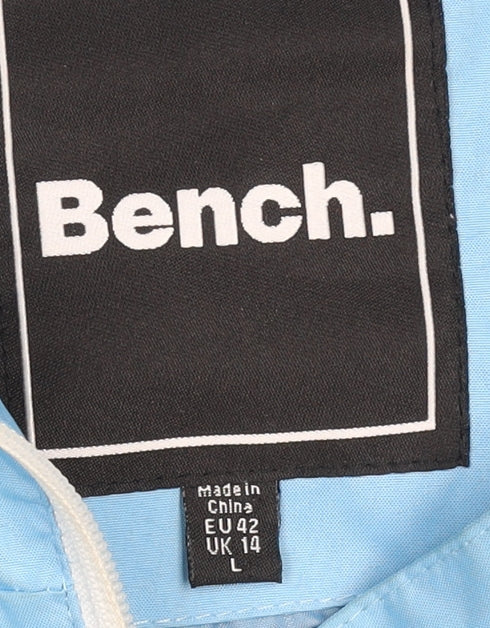 Bench.
Made in
China
EU 42
UK 14
L